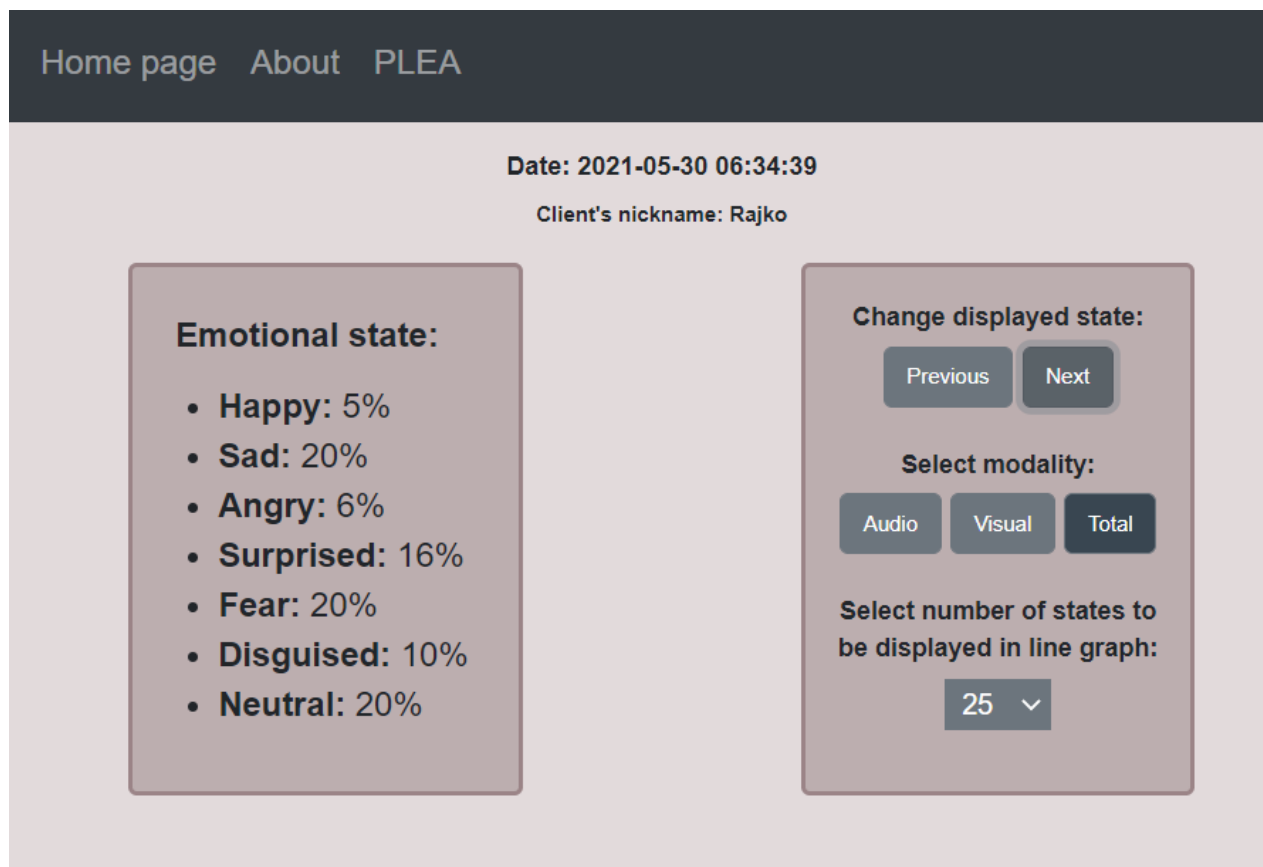 Home page About PLEA
Date: 2021-05-30 06:34:39
Client's nickname: Rajko
Emotional state:
• Happy: 5%
• Sad: 20%
• Angry: 6%
• Surprised: 16%
• Fear: 20%
• Disguised: 10%
• Neutral: 20%
Change displayed state:
Previous Next
Select modality:
Audio Visual Total
Select number of states to
be displayed in line graph:
25